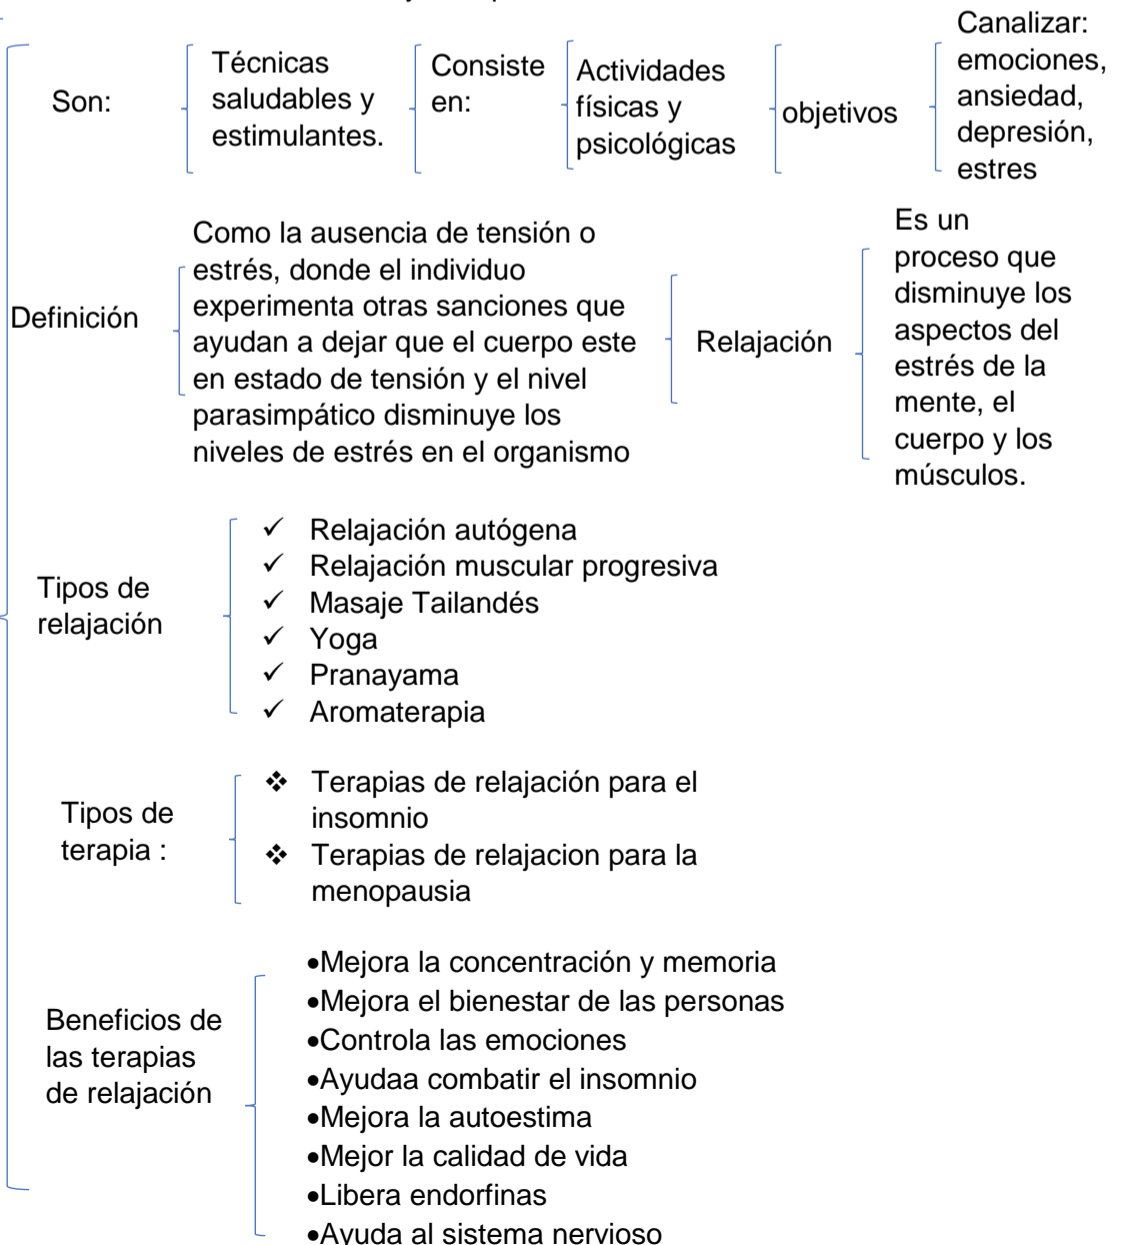 Son:
Técnicas
saludables y
estimulantes.
Consiste
en:
Actividades
físicas y
psicológicas
objetivos
Canalizar:
emociones,
ansiedad,
depresión,
estres
Definición
Como la ausencia de tensión o
estrés, donde el individuo
experimenta otras sanciones que
ayudan a dejar que el cuerpo este
en estado de tensión y el nivel
parasimpático disminuye los
niveles de estrés en el organismo
Relajación
Es un
proceso que
disminuye los
aspectos del
estrés de la
mente, el
cuerpo y los
músculos.
Tipos de
relajación
✓ Relajación autógena
✓ Relajación muscular progresiva
✓ Masaje Tailandés
✓ Yoga
✓ Pranayama
✓ Aromaterapia
Tipos de
terapia :
❖ Terapias de relajación para el
insomnio
❖ Terapias de relajacion para la
menopausia
Beneficios de
las terapias
de relajación
•Mejora la concentración y memoria
•Mejora el bienestar de las personas
•Controla las emociones
•Ayudaa combatir el insomnio
•Mejora la autoestima
•Mejor la calidad de vida
•Libera endorfinas
•Ayuda al sistema nervioso